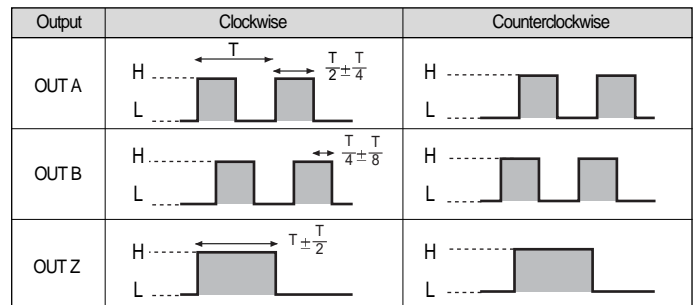 Output Clockwise Counterclockwise
OUT A
H
L
T
T/2 ± T/4
H
L
OUT B
H
L
T/4 ± T/8
H
L
OUT Z
H
L
T ± T/2
H
L